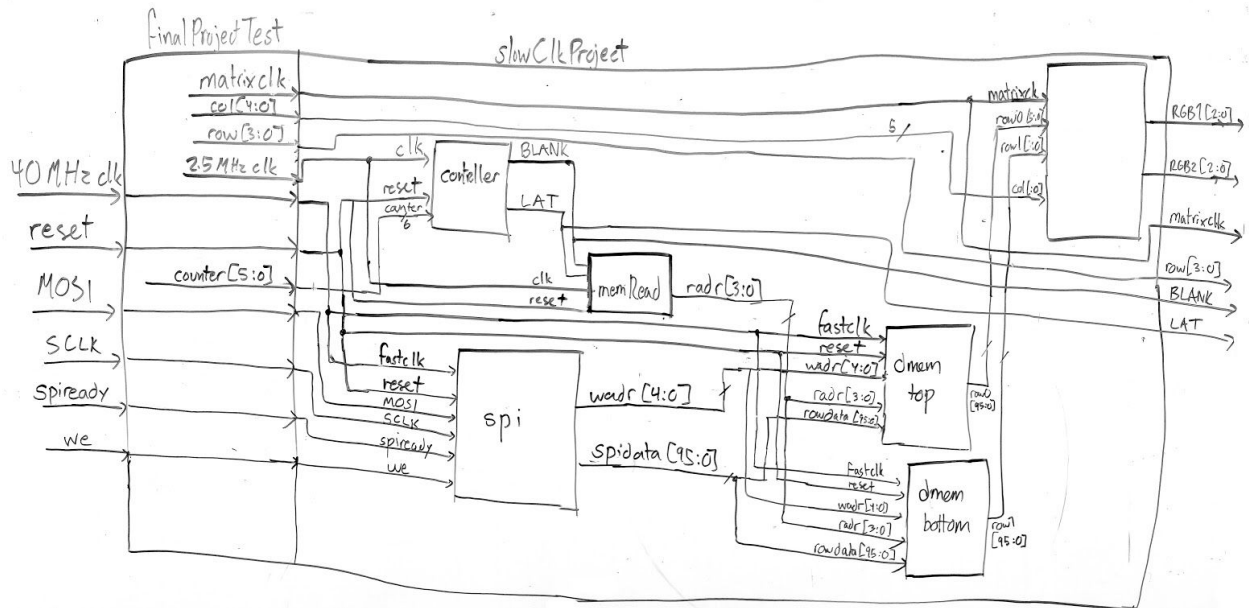 finalProjectTest
slowClkProject
matrixclk
col[4:0]
row[3:0]
2.5MHz clk
40 MHz clk
reset
counter[5:0]
MOSI
SCLK
spiready
we
clk
reset
counter
6
conteller
BLANK
LAT
clk
reset
memRead
radr[3:0]
5
matrixclk
row0[5:0]
row1[:0]
col[:0]
RGB1[2:0]
RGB2[2:0]
matrixclk
row[3:0]
BLANK
LAT
fastclk
reset
MOSI
SCLK
spiready
we
spi
wadr[4:0]
spidata[95:0]
fastclk
reset
wadr[4:0]
radr[3:0]
rowdata[95:0]
dmem
top
row0
[95:0]
fastclk
reset
wadr[4:0]
radr[3:0]
rowdata[95:0]
dmem
bottom
row1
[95:0]